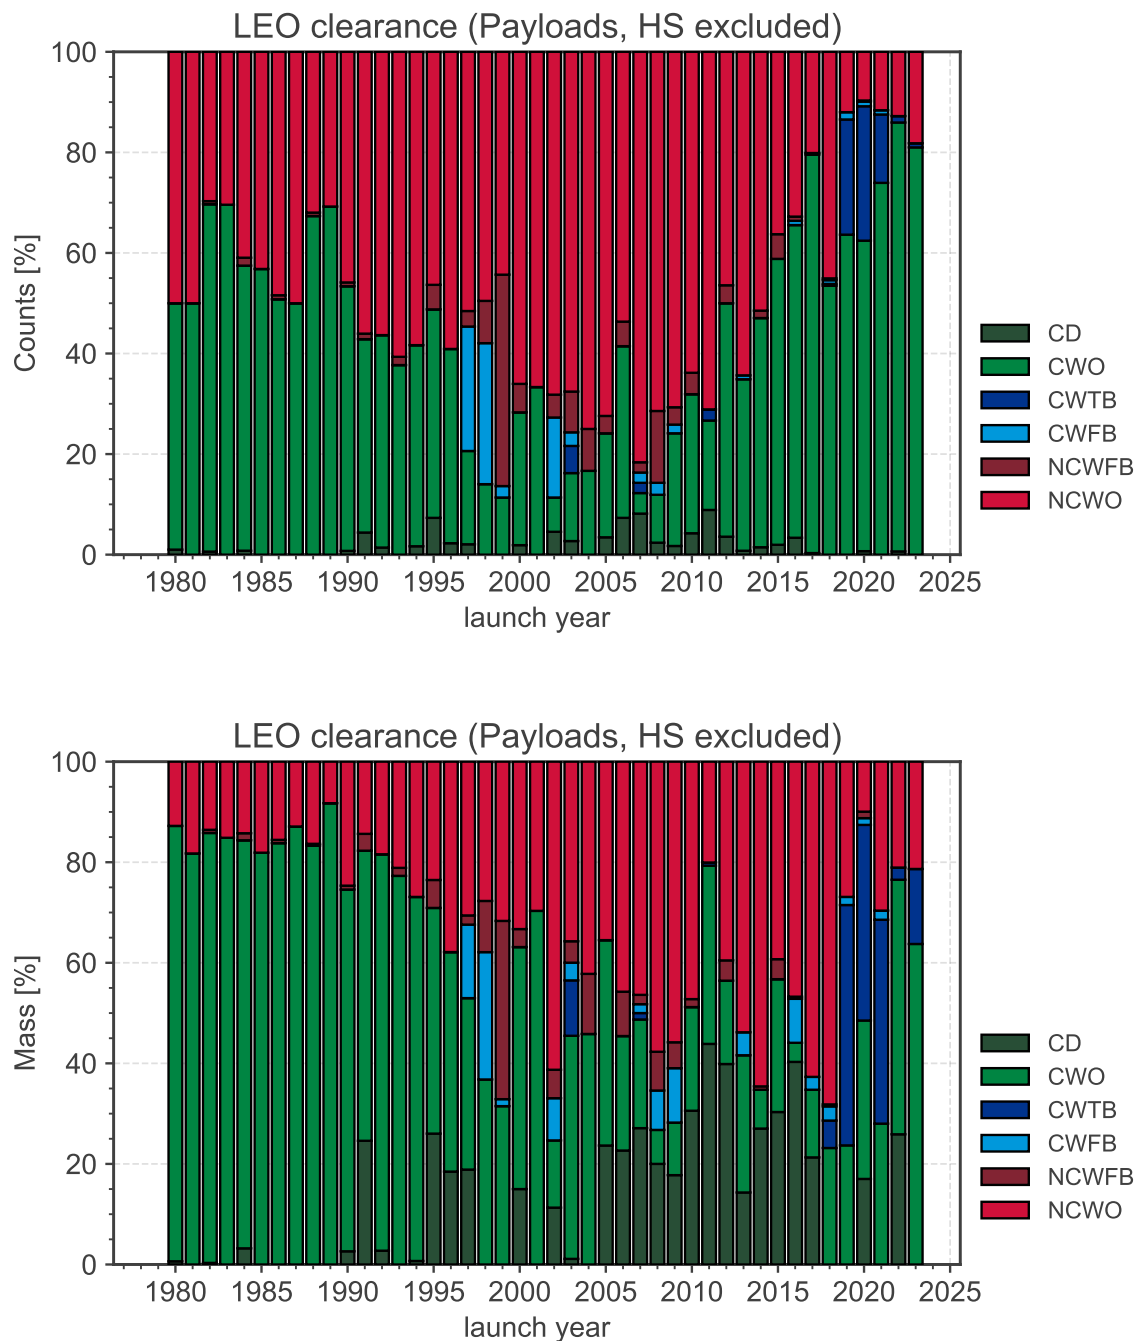 LEO clearance (Payloads, HS excluded)
100
80
60
40
20
0
Counts [%]
1980 1985 1990 1995 2000 2005 2010 2015 2020 2025
launch year
CD
CWO
CWTB
CWFB
NCWFB
NCWO
LEO clearance (Payloads, HS excluded)
100
80
60
40
20
0
Mass [%]
1980 1985 1990 1995 2000 2005 2010 2015 2020 2025
launch year
CD
CWO
CWTB
CWFB
NCWFB
NCWO